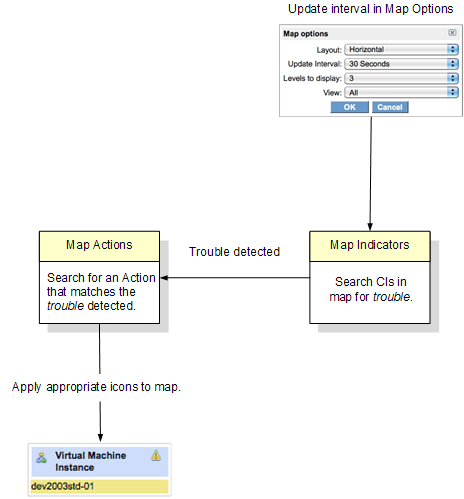 Update interval in Map Options
Map options
Layout: Horizontal
Update Interval: 30 Seconds
Levels to display: 3
View: All
OK Cancel
Map Actions
Search for an Action
that matches the
trouble detected.
Trouble detected
Map Indicators
Search CIs in
map for trouble.
Apply appropriate icons to map.
Virtual Machine
Instance
dev2003std-01